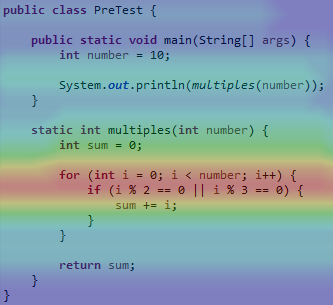 public class PreTest {
public static void main(String[] args) {
int number = 10;
System.out.println(multiples(number));
}
static int multiples(int number) {
int sum = 0;
for (int i = 0; i < number; i++) {
if (i % 2 == 0 || i % 3 == 0) {
sum += i;
}
}
return sum;
}
}